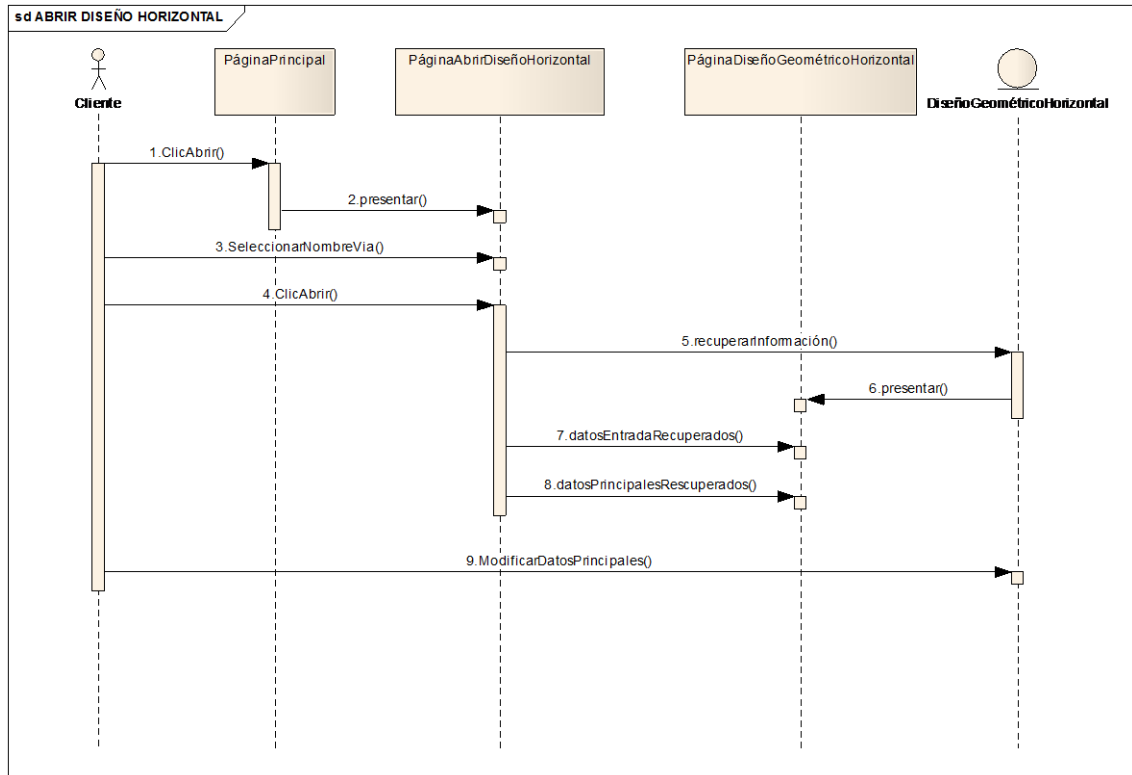 sd ABRIR DISEÑO HORIZONTAL
Cliente
PáginaPrincipal
PáginaAbrirDiseñoHorizontal
PáginaDiseñoGeométricoHorizontal
DiseñoGeométricoHorizontal
1.ClicAbrir()
2.presentar()
3.SeleccionarNombreVia()
4.ClicAbrir()
5.recuperarInformación()
6.presentar()
7.datosEntradaRecuperados()
8.datosPrincipalesRescuperados()
9.ModificarDatosPrincipales()